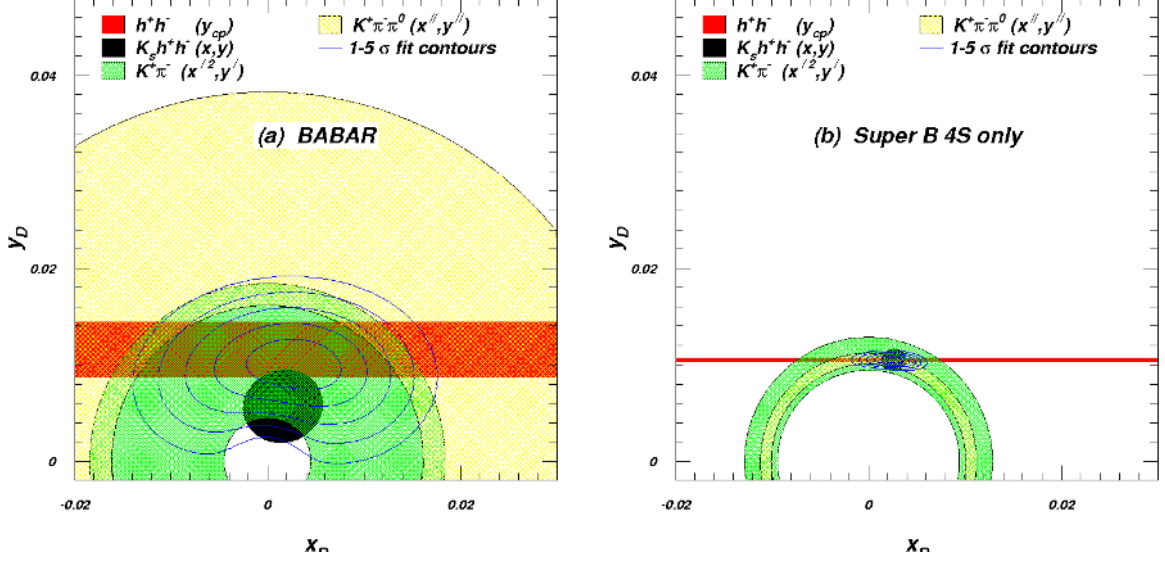 h⁺h⁻ (y_cp)
K_s h⁺h⁻ (x,y)
K⁺π⁻ (x′², y′)
K⁺π⁻π⁰ (x″, y″)
1-5 σ fit contours
(a) BABAR
0.04
0.02
0
y_D
-0.02
0
0.02
h⁺h⁻ (y_cp)
K_s h⁺h⁻ (x,y)
K⁺π⁻ (x′², y′)
K⁺π⁻π⁰ (x″, y″)
1-5 σ fit contours
(b) Super B 4S only
0.04
0.02
0
y_D
-0.02
0
0.02